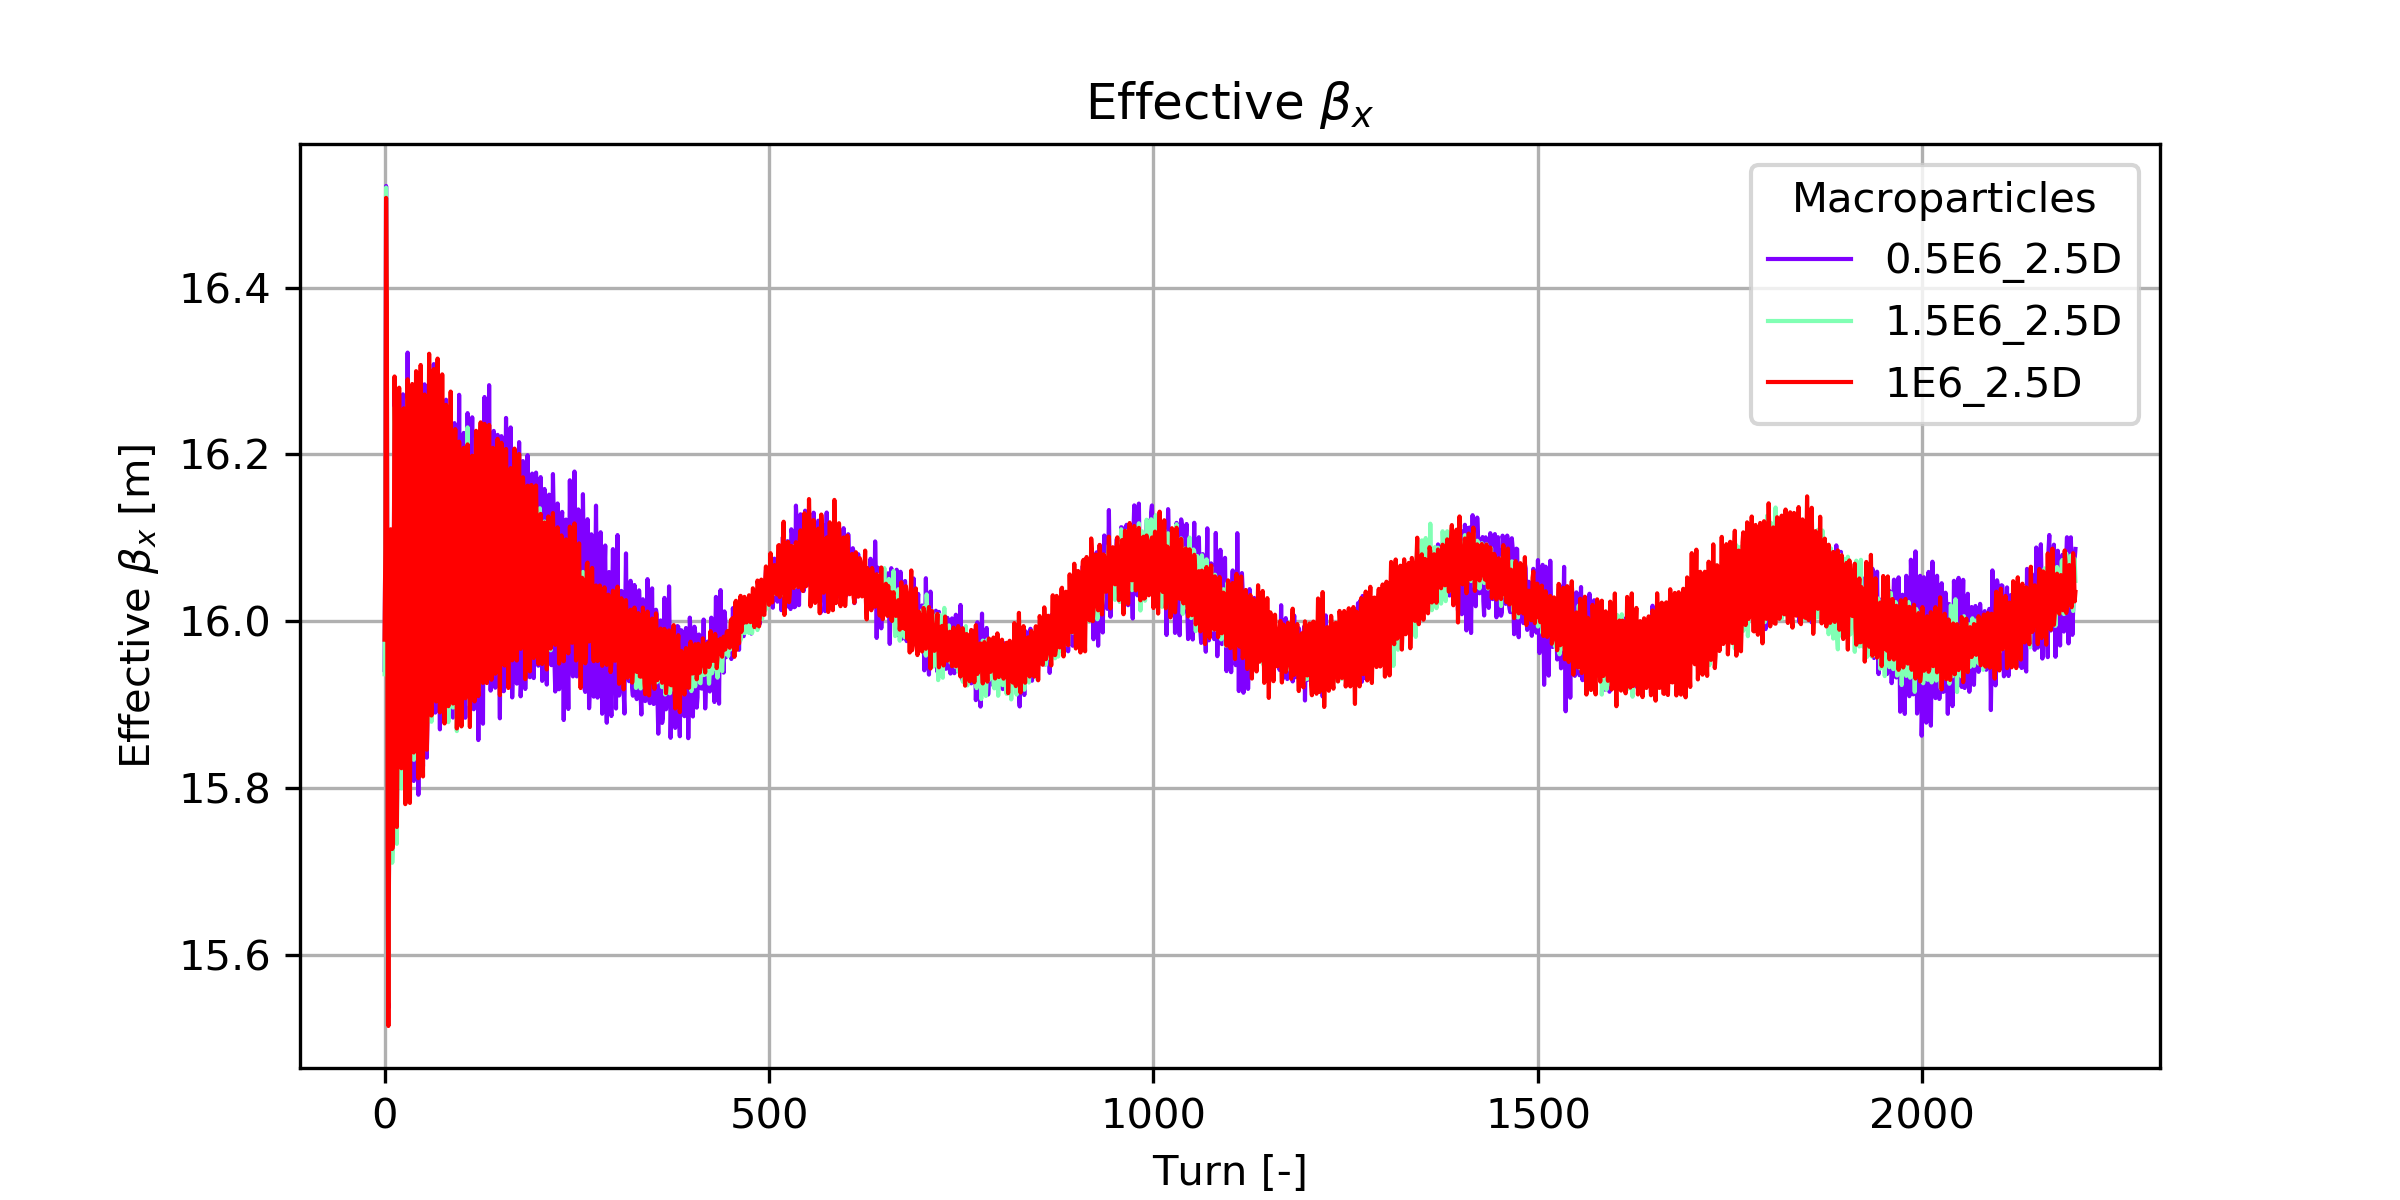 Effective βx
Macroparticles
0.5E6_2.5D
1.5E6_2.5D
1E6_2.5D
Effective βx [m]
16.4
16.2
16.0
15.8
15.6
0 500 1000 1500 2000
Turn [-]